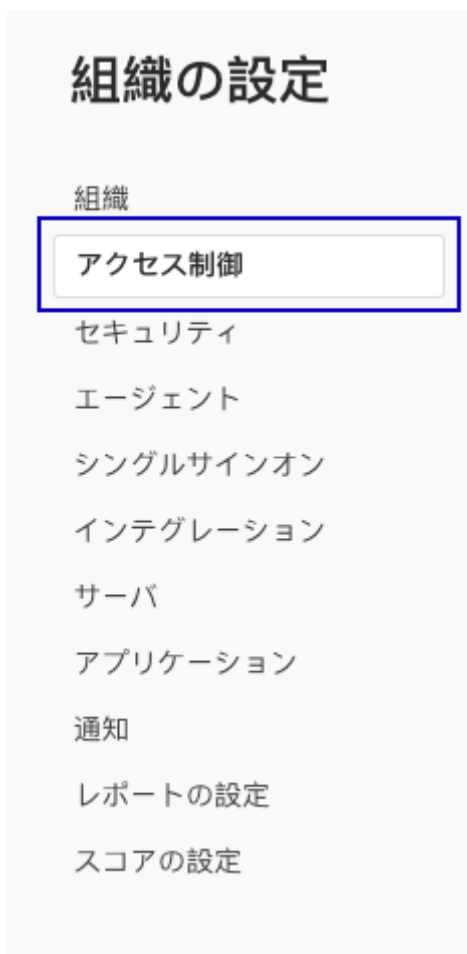 組織の設定
組織
アクセス制御
セキュリティ
エージェント
シングルサインオン
インテグレーション
サーバ
アプリケーション
通知
レポートの設定
スコアの設定